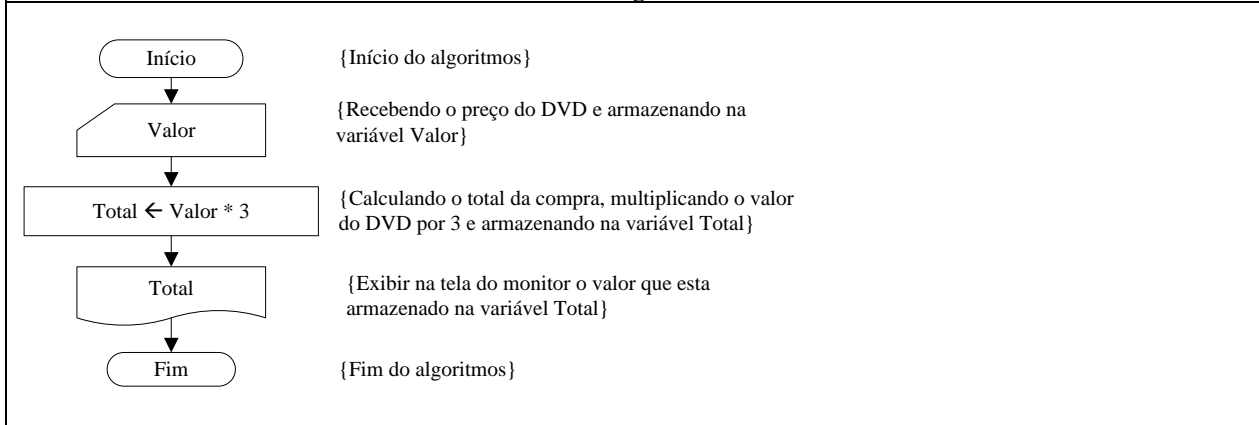 Início {Início do algoritmos}
Valor {Recebendo o preço do DVD e armazenando na
variável Valor}
Total ← Valor * 3 {Calculando o total da compra, multiplicando o valor
do DVD por 3 e armazenando na variável Total}
Total {Exibir na tela do monitor o valor que esta
armazenado na variável Total}
Fim {Fim do algoritmos}